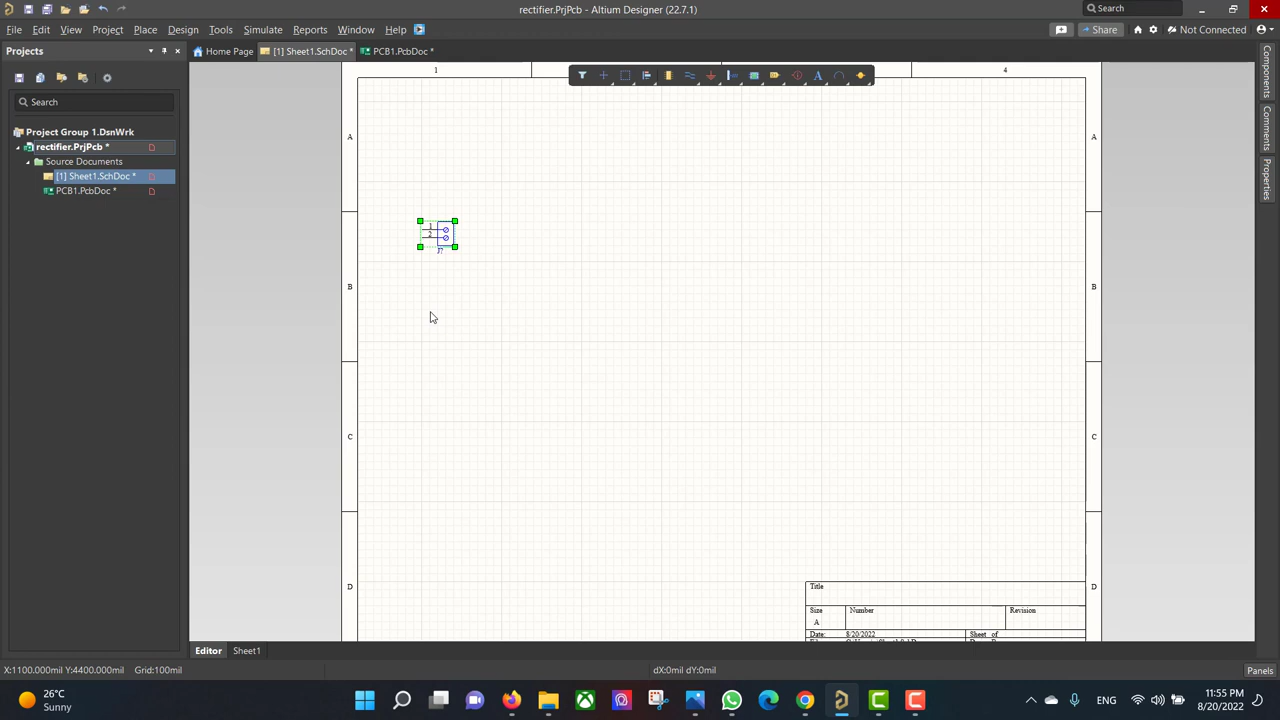 rectifier.PrjPcb - Altium Designer (22.7.1)
Search
File Edit View Project Place Design Tools Simulate Reports Window Help
Share
Not Connected
Projects
Home Page
[1] Sheet1.SchDoc *
PCB1.PcbDoc *
Search
Project Group 1.DsnWrk
rectifier.PrjPcb *
Source Documents
[1] Sheet1.SchDoc *
PCB1.PcbDoc *
Components
Comments
Properties
1
4
A
A
B
B
C
C
D
D
1
2
J?
Title
Size
Number
Revision
A
Date:
8/20/2022
Sheet of
Editor
Sheet1
X:1100.000mil Y:4400.000mil Grid:100mil
dX:0mil dY:0mil
Panels
26°C
Sunny
ENG
11:55 PM
8/20/2022